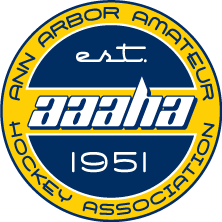 ANN ARBOR AMATEUR
est.
aaaha
1951
HOCKEY ASSOCIATION